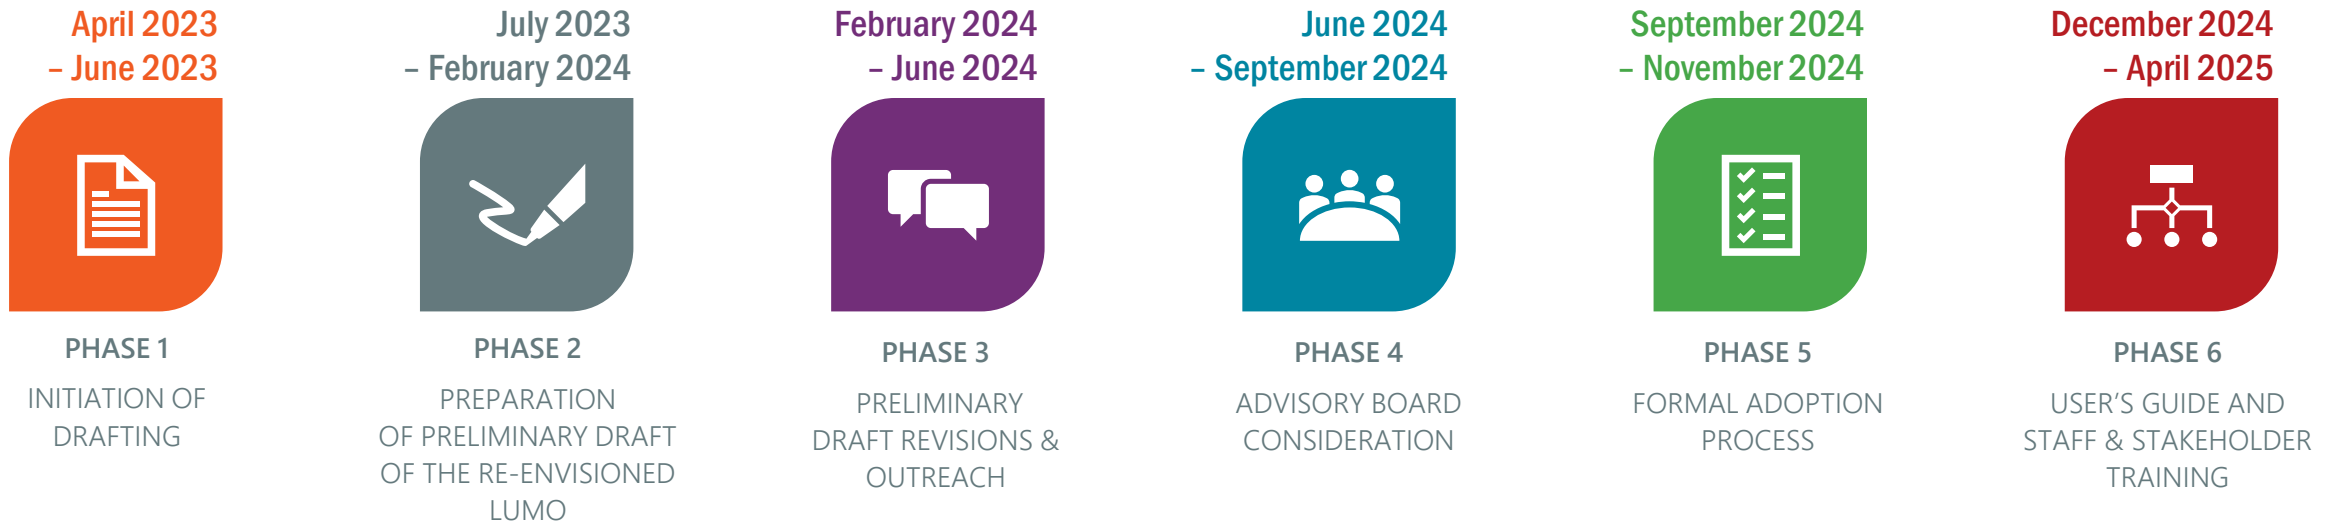 April 2023
– June 2023
PHASE 1
INITIATION OF
DRAFTING
July 2023
– February 2024
PHASE 2
PREPARATION
OF PRELIMINARY DRAFT
OF THE RE-ENVISIONED
LUMO
February 2024
– June 2024
PHASE 3
PRELIMINARY
DRAFT REVISIONS &
OUTREACH
June 2024
– September 2024
PHASE 4
ADVISORY BOARD
CONSIDERATION
September 2024
– November 2024
PHASE 5
FORMAL ADOPTION
PROCESS
December 2024
– April 2025
PHASE 6
USER’S GUIDE AND
STAFF & STAKEHOLDER
TRAINING